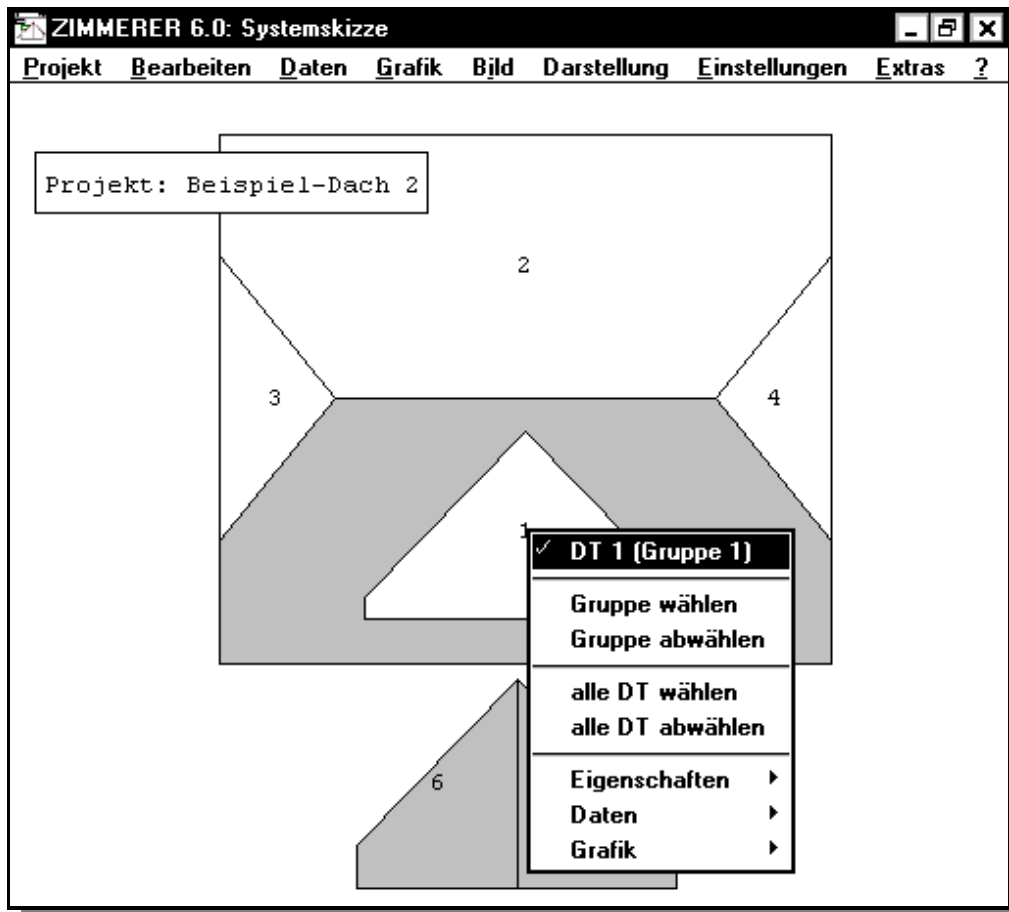 ZIMMERER 6.0: Systemskizze
Projekt Bearbeiten Daten Grafik Bild Darstellung Einstellungen Extras ?
Projekt: Beispiel-Dach 2
2
3
4
1
DT 1 (Gruppe 1)
Gruppe wählen
Gruppe abwählen
alle DT wählen
alle DT abwählen
6
Eigenschaften
Daten
Grafik